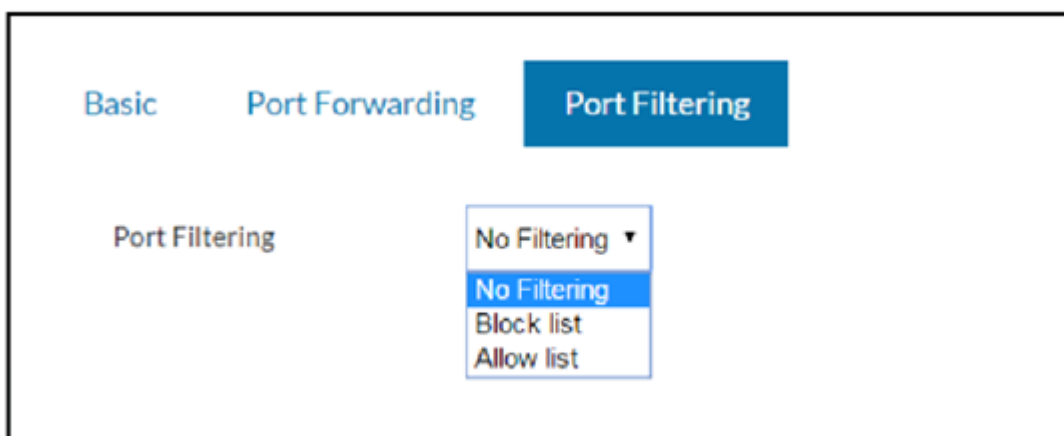 Basic Port Forwarding Port Filtering
Port Filtering No Filtering
No Filtering
Block list
Allow list